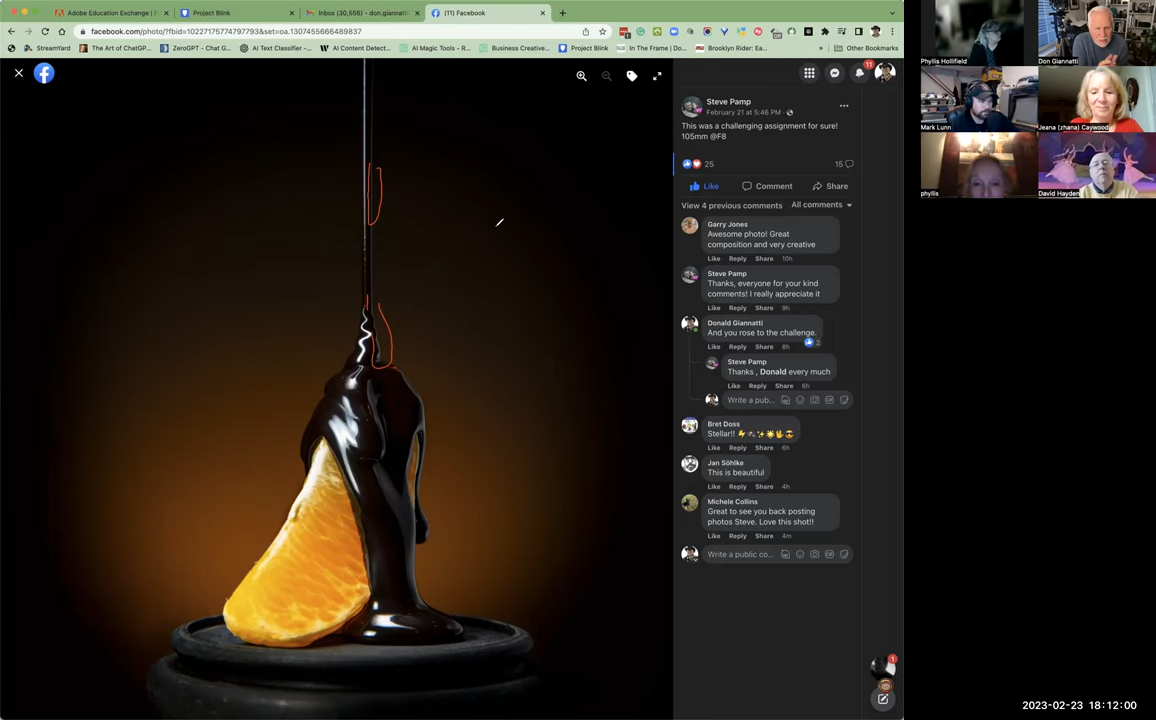 Adobe Education Exchange |
Project Blink
Inbox (30,556) - don.giannatti
(11) Facebook
facebook.com/photo/?fbid=10227175774797793&set=oa.1307455666489837
StreamYard
The Art of ChatGP...
ZeroGPT - Chat G...
AI Text Classifier -...
AI Content Detect...
AI Magic Tools - R...
Business Creative...
Project Blink
In The Frame | Do...
Brooklyn Rider: Ea...
»
Other Bookmarks
11
Steve Pamp
February 21 at 5:46 PM ·
This was a challenging assignment for sure!
105mm @F8
25
15
Like
Comment
Share
View 4 previous comments
All comments
Garry Jones
Awesome photo! Great
composition and very creative
Like Reply Share 10h
Steve Pamp
Thanks, everyone for your kind
comments! I really appreciate it
Like Reply Share 9h
Donald Giannatti
And you rose to the challenge.
2
Like Reply Share 8h
Steve Pamp
Thanks , Donald every much
Like Reply Share 6h
Write a pub...
Bret Doss
Stellar!!
Like Reply Share 6h
Jan Söhlke
This is beautiful
Like Reply Share 4h
Michele Collins
Great to see you back posting
photos Steve. Love this shot!!
Like Reply Share 4m
Write a public co...
1
Phyllis Hollifield
Don Giannatti
Mark Lunn
Jeana (zhana) Caywood
phyllis
David Hayden
2023-02-23 18:12:00